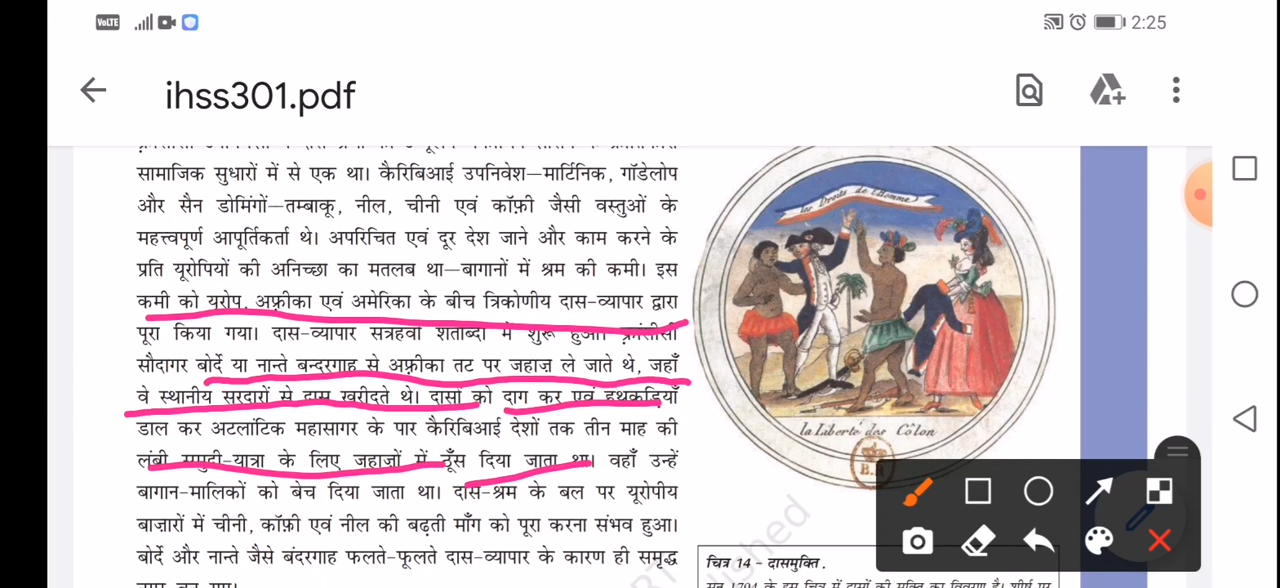 VoLTE
2:25
ihss301.pdf
सामाजिक सुधारों में से एक था। कैरिबिआई उपनिवेश—मार्टिनिक, गॉडेलोप
और सैन डोमिंगों—तम्बाकू, नील, चीनी एवं कॉफ़ी जैसी वस्तुओं के
महत्त्वपूर्ण आपूर्तिकर्ता थे। अपरिचित एवं दूर देश जाने और काम करने के
प्रति यूरोपियों की अनिच्छा का मतलब था—बागानों में श्रम की कमी। इस
कमी को यूरोप, अफ़्रीका एवं अमेरिका के बीच त्रिकोणीय दास-व्यापार द्वारा
पूरा किया गया। दास-व्यापार सत्रहवीं शताब्दी में शुरू हुआ। फ़्रांसीसी
सौदागर बोर्दे या नान्ते बन्दरगाह से अफ़्रीका तट पर जहाज़ ले जाते थे, जहाँ
वे स्थानीय सरदारों से दास खरीदते थे। दासों को दाग कर एवं हथकड़ियाँ
डाल कर अटलांटिक महासागर के पार कैरिबिआई देशों तक तीन माह की
लंबी समुद्री-यात्रा के लिए जहाजों में ठूँस दिया जाता था। वहाँ उन्हें
बागान-मालिकों को बेच दिया जाता था। दास-श्रम के बल पर यूरोपीय
बाज़ारों में चीनी, कॉफ़ी एवं नील की बढ़ती माँग को पूरा करना संभव हुआ।
बोर्दे और नान्ते जैसे बंदरगाह फलते-फूलते दास-व्यापार के कारण ही समृद्ध
les Droits de l'Homme
la Liberté des Côlon
B.
चित्र 14 – दासमुक्ति.